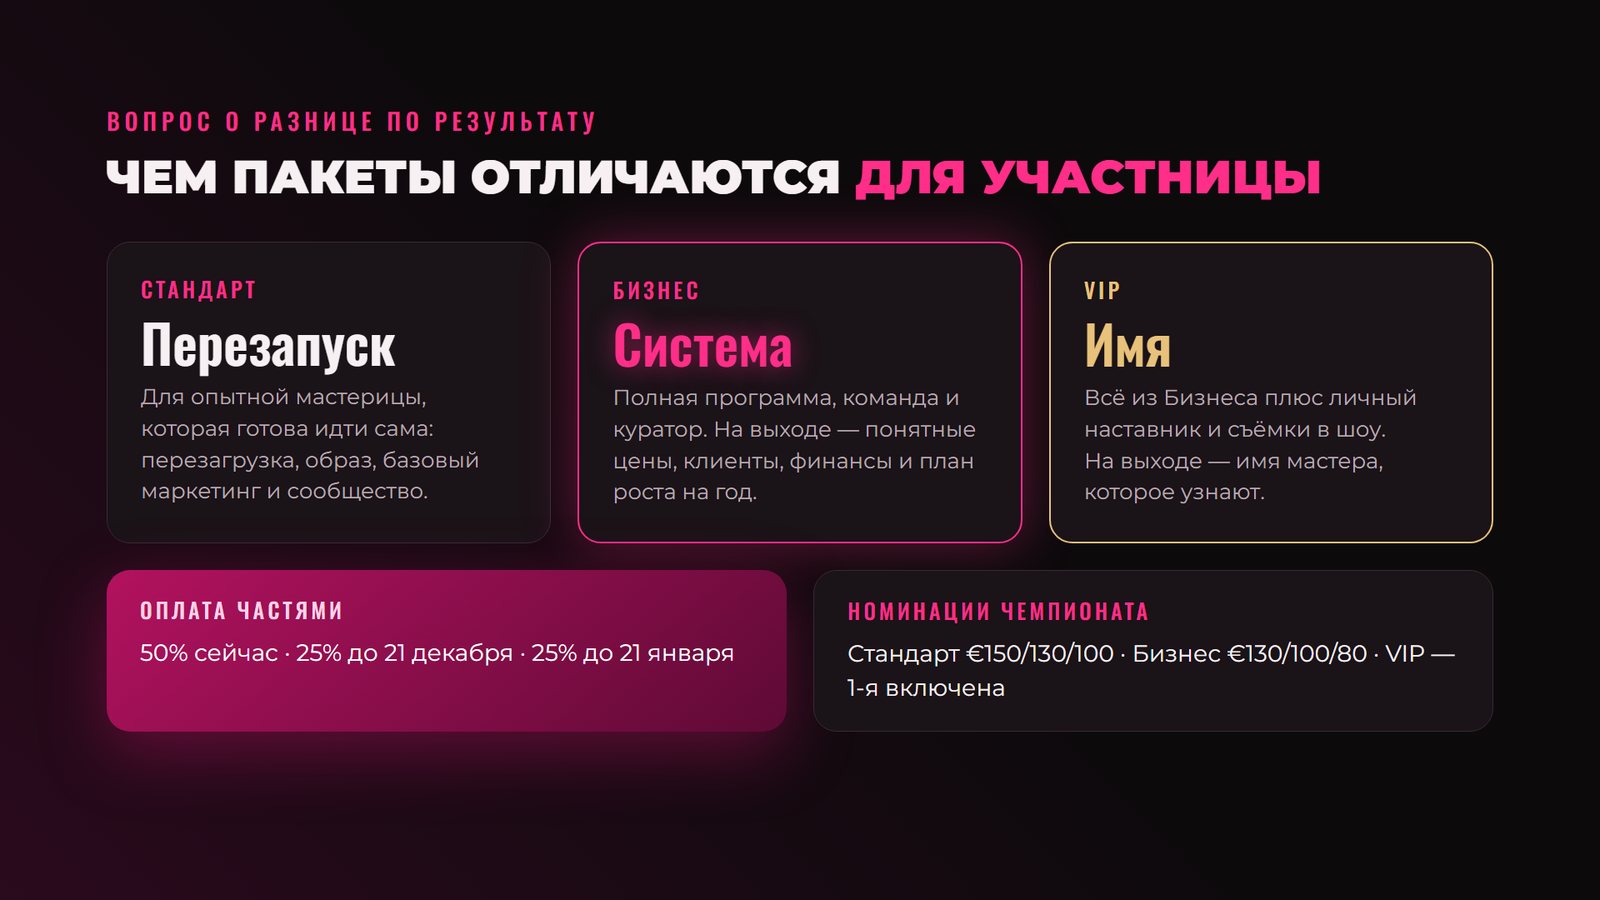 ВОПРОС О РАЗНИЦЕ ПО РЕЗУЛЬТАТУ
ЧЕМ ПАКЕТЫ ОТЛИЧАЮТСЯ ДЛЯ УЧАСТНИЦЫ
СТАНДАРТ
Перезапуск
Для опытной мастерицы,
которая готова идти сама:
перезагрузка, образ, базовый
маркетинг и сообщество.
БИЗНЕС
Система
Полная программа, команда и
куратор. На выходе — понятные
цены, клиенты, финансы и план
роста на год.
VIP
Имя
Всё из Бизнеса плюс личный
наставник и съёмки в шоу.
На выходе — имя мастера,
которое узнают.
ОПЛАТА ЧАСТЯМИ
50% сейчас · 25% до 21 декабря · 25% до 21 января
НОМИНАЦИИ ЧЕМПИОНАТА
Стандарт €150/130/100 · Бизнес €130/100/80 · VIP —
1-я включена